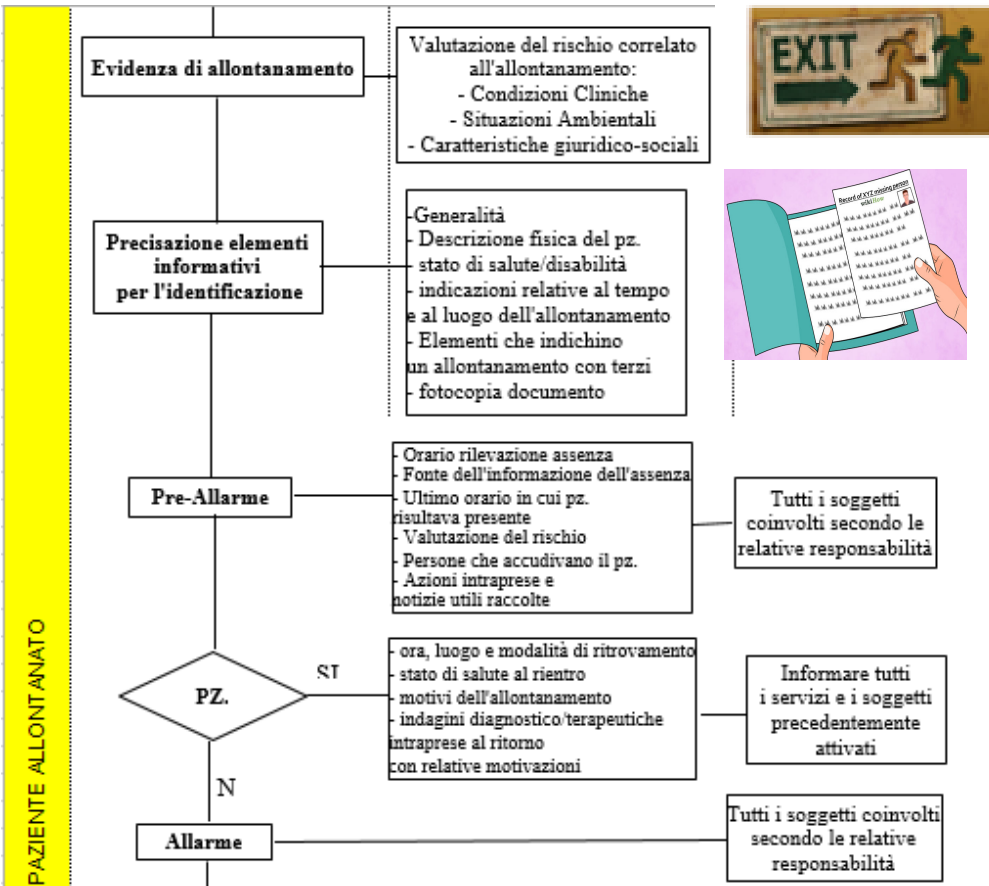 Evidenza di allontanamento
Valutazione del rischio correlato
all'allontanamento:
- Condizioni Cliniche
- Situazioni Ambientali
- Caratteristiche giuridico-sociali
EXIT
Precisazione elementi
informativi
per l'identificazione
-Generalità
- Descrizione fisica del pz.
- stato di salute/disabilità
- indicazioni relative al tempo
e al luogo dell'allontanamento
- Elementi che indichino
un allontanamento con terzi
- fotocopia documento
Record of XYZ missing person
wikiHow
Pre-Allarme
- Orario rilevazione assenza
- Fonte dell'informazione dell'assenza
- Ultimo orario in cui pz.
risultava presente
- Valutazione del rischio
- Persone che accudivano il pz.
- Azioni intraprese e
notizie utili raccolte
Tutti i soggetti
coinvolti secondo le
relative responsabilità
PZ.
SI
- ora, luogo e modalità di ritrovamento
- stato di salute al rientro
- motivi dell'allontanamento
- indagini diagnostico/terapeutiche
intraprese al ritorno
con relative motivazioni
Informare tutti
i servizi e i soggetti
precedentemente
attivati
N
Allarme
Tutti i soggetti coinvolti
secondo le relative
responsabilità
PAZIENTE ALLONTANATO